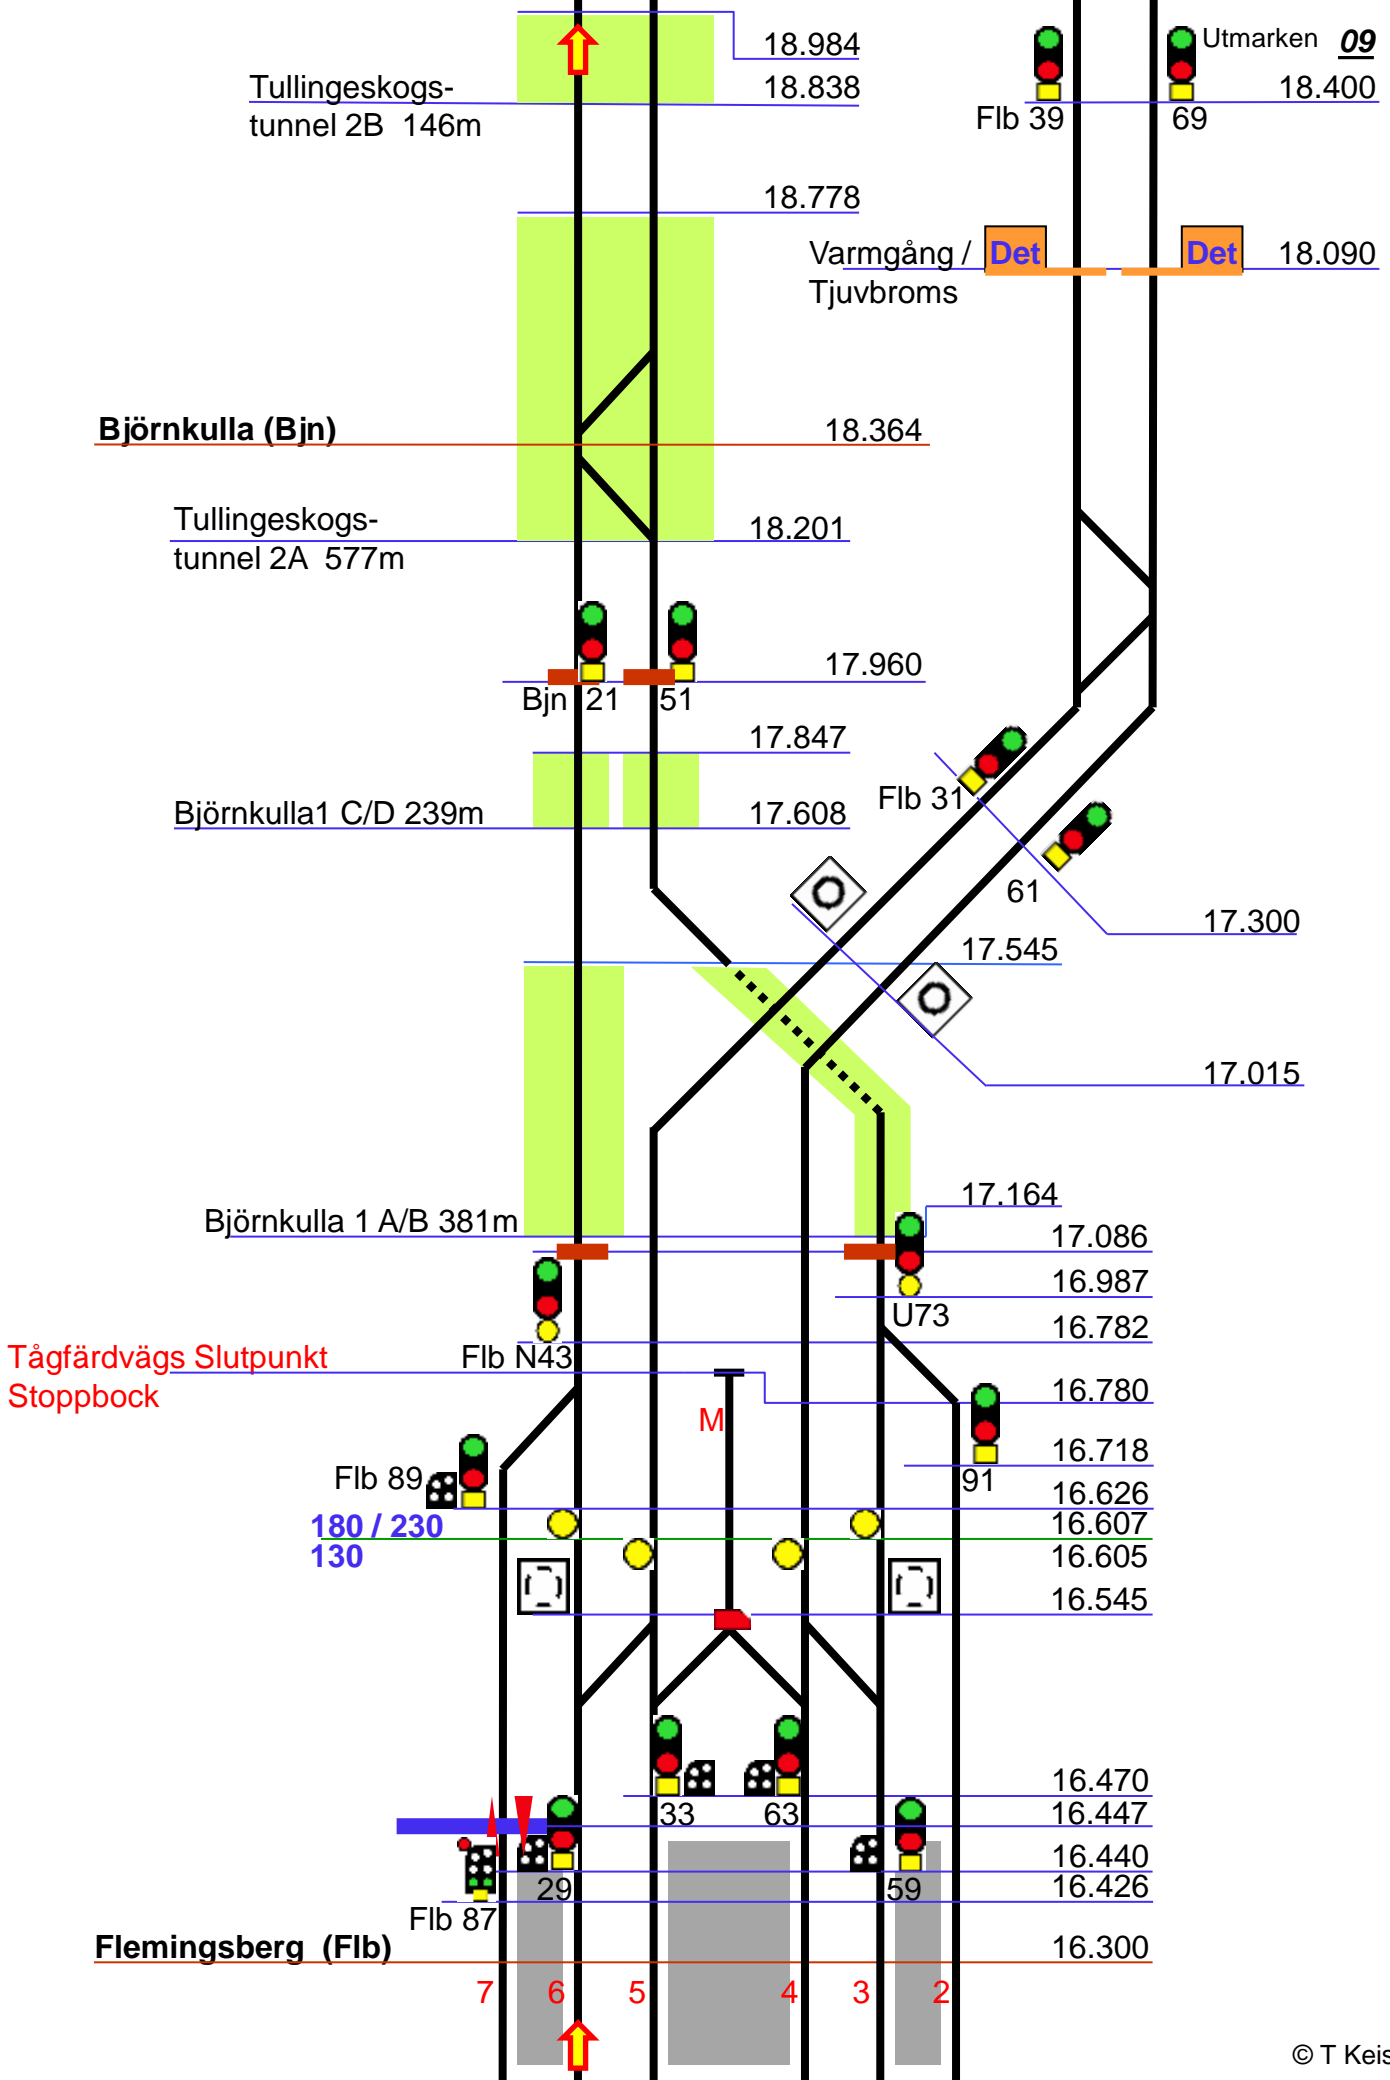 18.984
Utmarken 09
Tullingeskogs-
18.838
18.400
tunnel 2B 146m
Flb 39
69
18.778
Varmgång /
Det
Det
18.090
Tjuvbroms
Björnkulla (Bjn)
18.364
Tullingeskogs-
18.201
tunnel 2A 577m
17.960
Bjn 21
51
17.847
Flb 31
Björnkulla1 C/D 239m
17.608
61
17.300
17.545
17.015
17.164
Björnkulla 1 A/B 381m
17.086
16.987
U73
16.782
Tågfärdvägs Slutpunkt
Flb N43
16.780
Stoppbock
M
16.718
Flb 89
91
16.626
180 / 230
16.607
130
16.605
16.545
16.470
33
63
16.447
16.440
29
59
16.426
Flb 87
Flemingsberg (Flb)
16.300
7
6
5
4
3
2
© T Keis